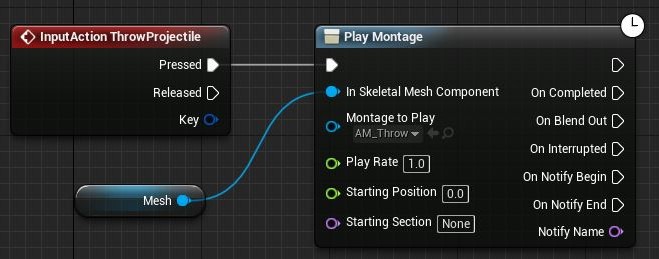 InputAction ThrowProjectile
Pressed
Released
Key
Mesh
Play Montage
In Skeletal Mesh Component
On Completed
Montage to Play
AM_Throw
On Blend Out
On Interrupted
Play Rate 1.0
On Notify Begin
Starting Position 0.0
On Notify End
Starting Section None
Notify Name